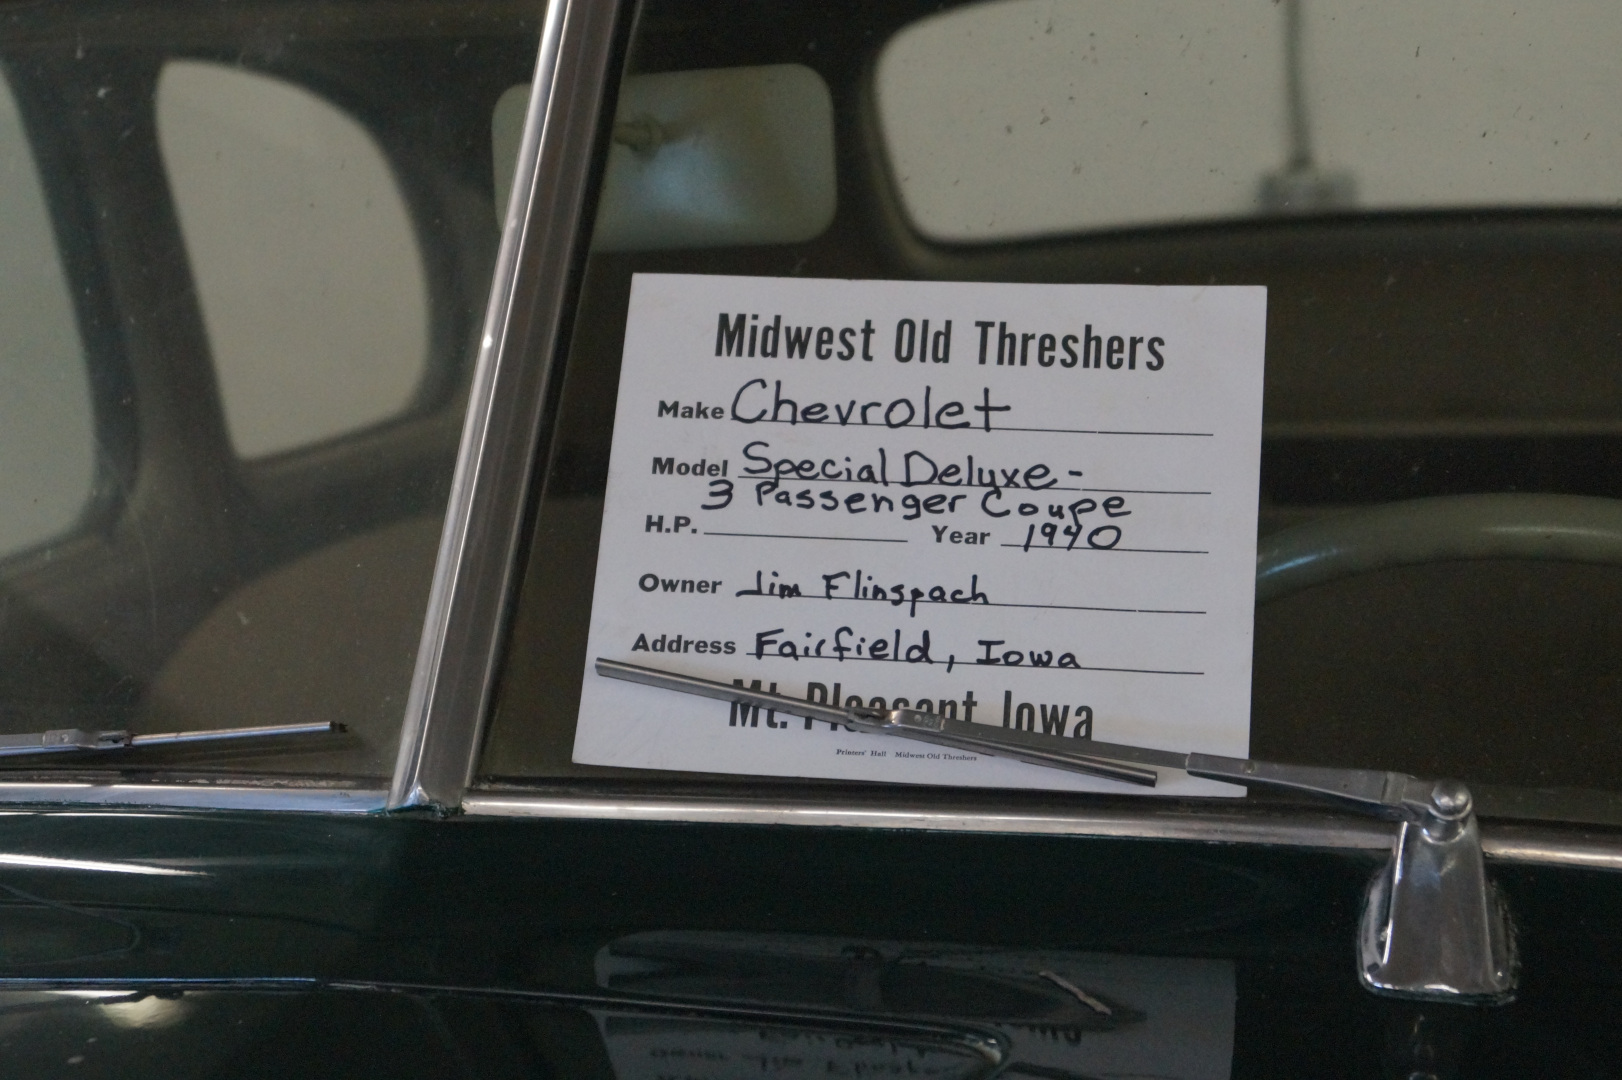 Midwest Old Threshers
Make Chevrolet
Model Special Deluxe -
3 Passenger Coupe
H.P. Year 1940
Owner Jim Flinspach
Address Fairfield, Iowa
Mt. Pleasant Iowa
Printers' Hall Midwest Old Threshers